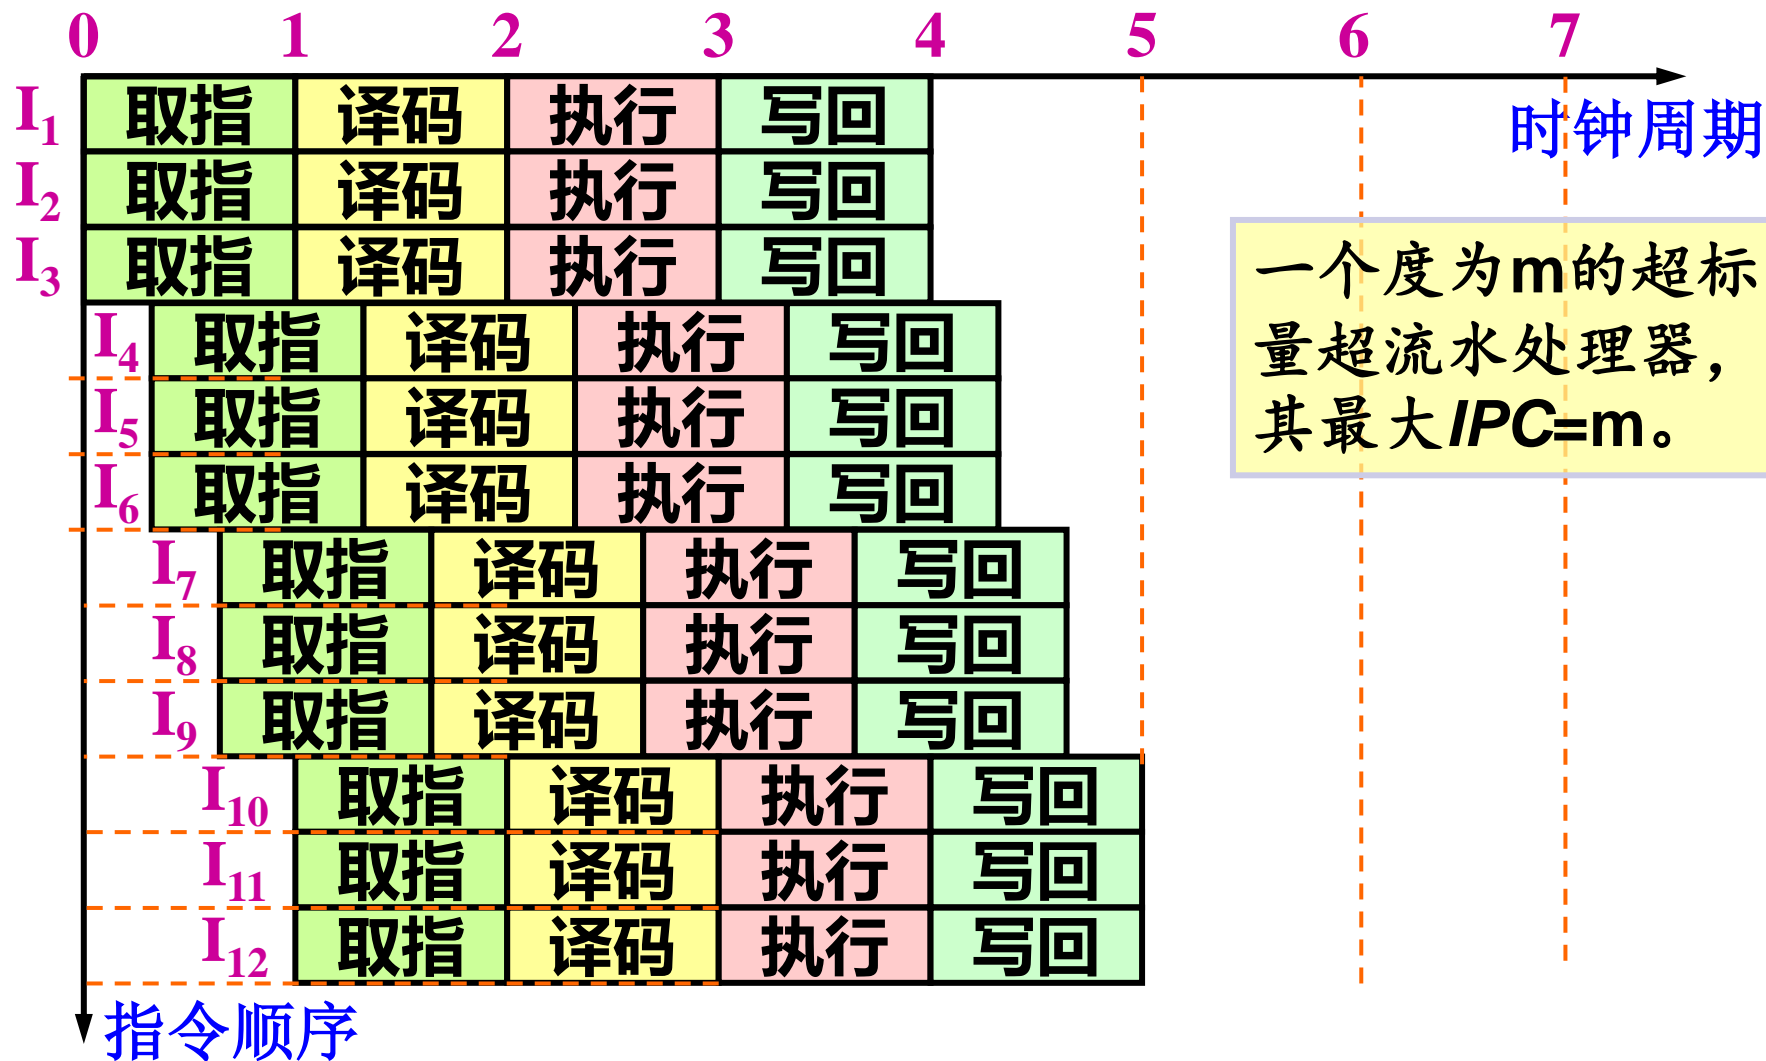 0 1 2 3 4 5 6 7
时钟周期
I1 取指 译码 执行 写回
I2 取指 译码 执行 写回
I3 取指 译码 执行 写回
I4 取指 译码 执行 写回
I5 取指 译码 执行 写回
I6 取指 译码 执行 写回
I7 取指 译码 执行 写回
I8 取指 译码 执行 写回
I9 取指 译码 执行 写回
I10 取指 译码 执行 写回
I11 取指 译码 执行 写回
I12 取指 译码 执行 写回
指令顺序
一个度为m的超标
量超流水处理器，
其最大IPC=m。